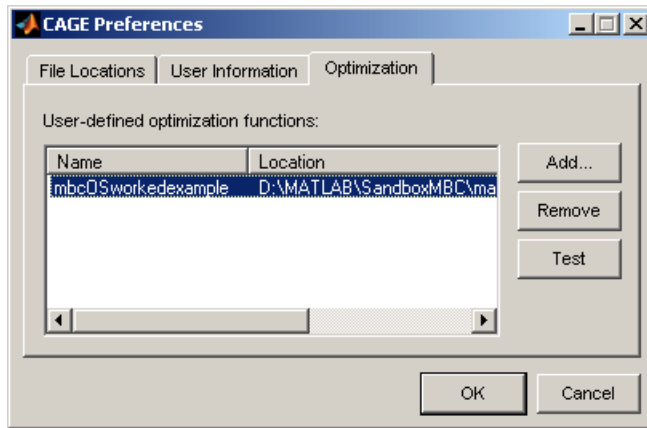 CAGE Preferences
File Locations User Information Optimization
User-defined optimization functions:
Name Location
mbcOSworkedexample D:\MATLAB\SandboxMBC\ma
Add...
Remove
Test
OK Cancel